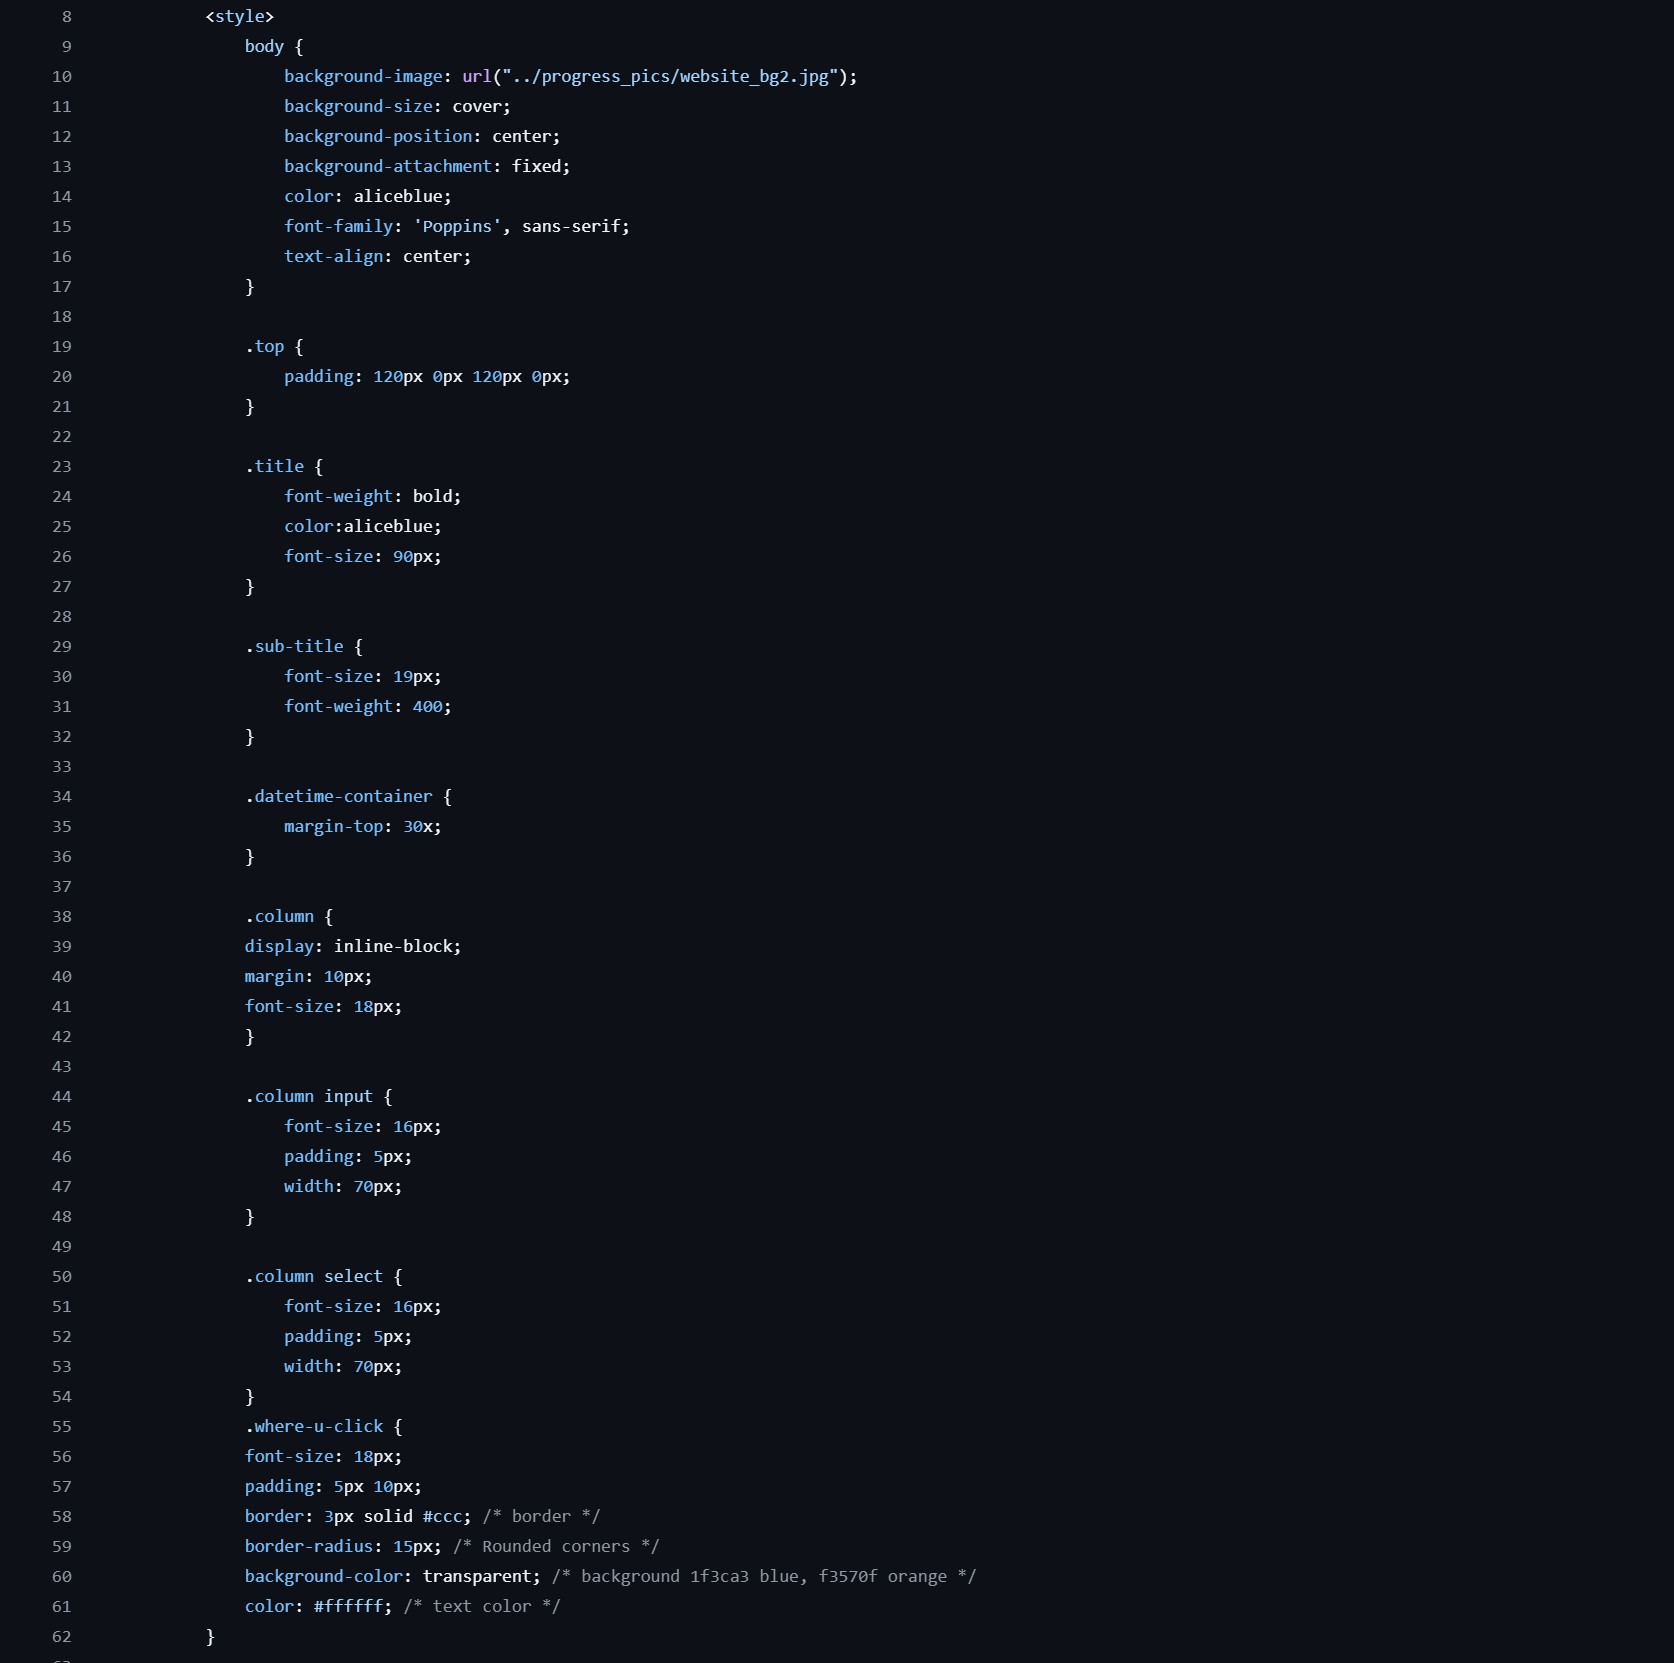 8 <style>
9 body {
10 background-image: url("../progress_pics/website_bg2.jpg");
11 background-size: cover;
12 background-position: center;
13 background-attachment: fixed;
14 color: aliceblue;
15 font-family: 'Poppins', sans-serif;
16 text-align: center;
17 }
18
19 .top {
20 padding: 120px 0px 120px 0px;
21 }
22
23 .title {
24 font-weight: bold;
25 color:aliceblue;
26 font-size: 90px;
27 }
28
29 .sub-title {
30 font-size: 19px;
31 font-weight: 400;
32 }
33
34 .datetime-container {
35 margin-top: 30x;
36 }
37
38 .column {
39 display: inline-block;
40 margin: 10px;
41 font-size: 18px;
42 }
43
44 .column input {
45 font-size: 16px;
46 padding: 5px;
47 width: 70px;
48 }
49
50 .column select {
51 font-size: 16px;
52 padding: 5px;
53 width: 70px;
54 }
55 .where-u-click {
56 font-size: 18px;
57 padding: 5px 10px;
58 border: 3px solid #ccc; /* border */
59 border-radius: 15px; /* Rounded corners */
60 background-color: transparent; /* background 1f3ca3 blue, f3570f orange */
61 color: #ffffff; /* text color */
62 }